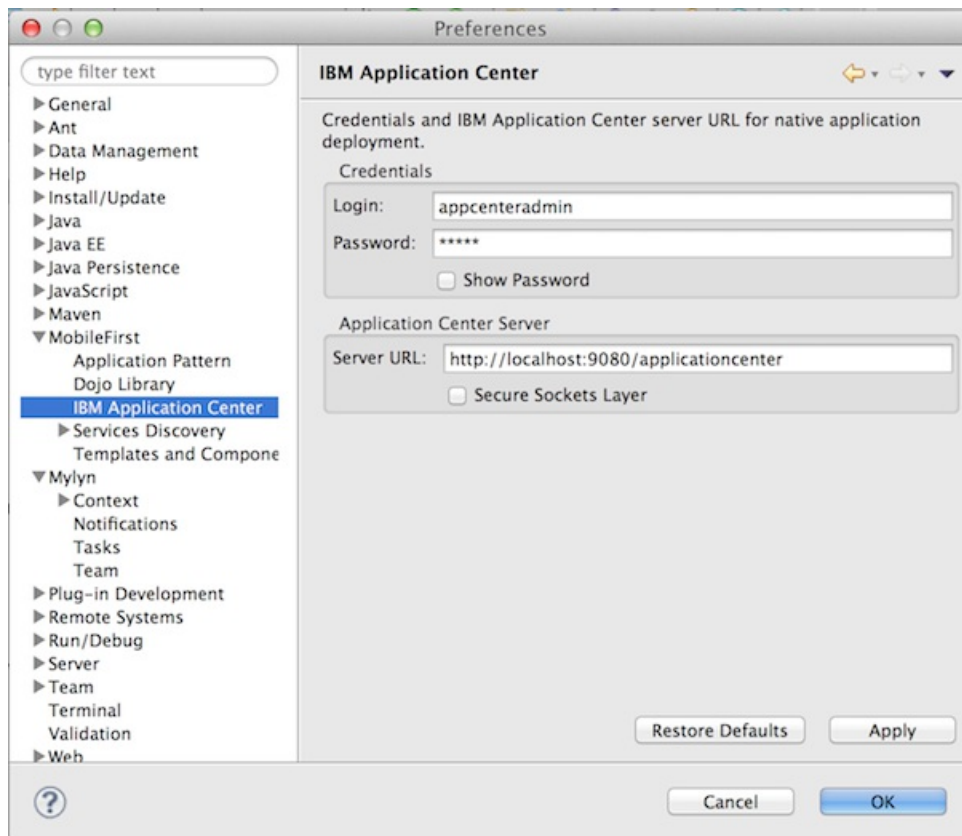 Preferences
type filter text
General
Ant
Data Management
Help
Install/Update
Java
Java EE
Java Persistence
JavaScript
Maven
MobileFirst
Application Pattern
Dojo Library
IBM Application Center
Services Discovery
Templates and Compone
Mylyn
Context
Notifications
Tasks
Team
Plug-in Development
Remote Systems
Run/Debug
Server
Team
Terminal
Validation
Web
IBM Application Center
Credentials and IBM Application Center server URL for native application
deployment.
Credentials
Login: appcenteradmin
Password: *****
Show Password
Application Center Server
Server URL: http://localhost:9080/applicationcenter
Secure Sockets Layer
Restore Defaults Apply
? Cancel OK